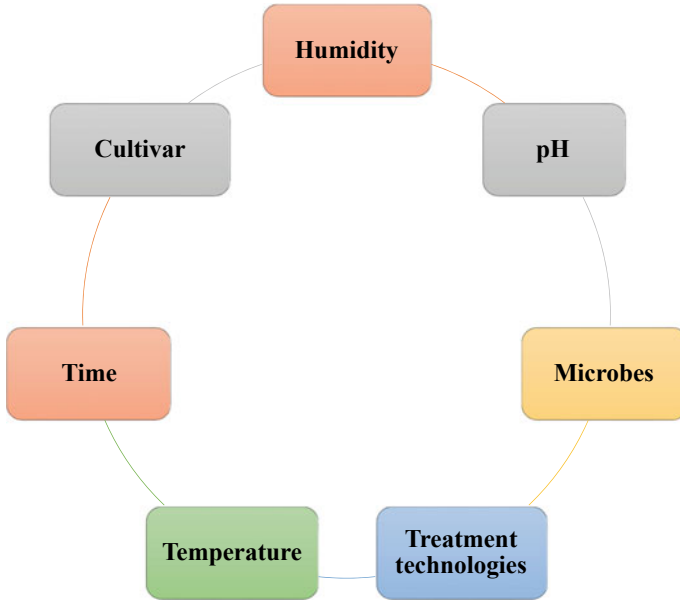 Humidity
pH
Microbes
Treatment
technologies
Temperature
Time
Cultivar